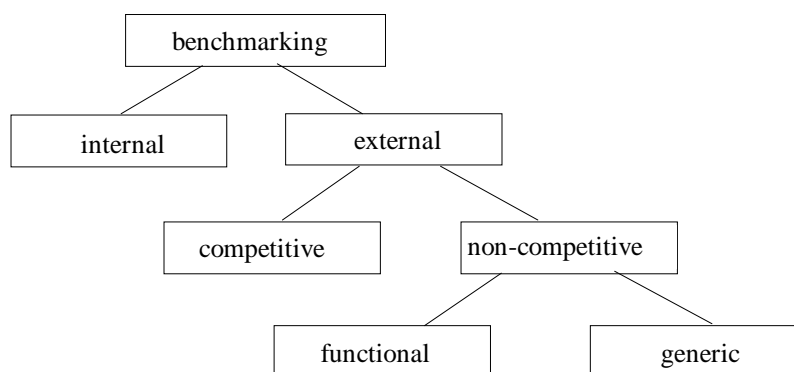 benchmarking
internal
external
competitive
non-competitive
functional
generic